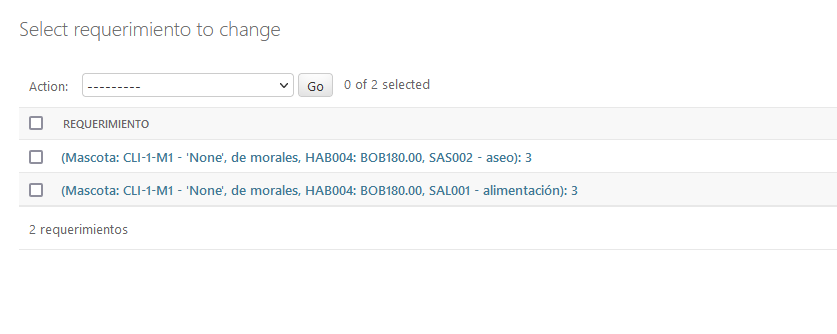 Select requerimiento to change
Action: --------- Go 0 of 2 selected
REQUERIMIENTO
(Mascota: CLI-1-M1 - 'None', de morales, HAB004: BOB180.00, SAS002 - aseo): 3
(Mascota: CLI-1-M1 - 'None', de morales, HAB004: BOB180.00, SAL001 - alimentación): 3
2 requerimientos